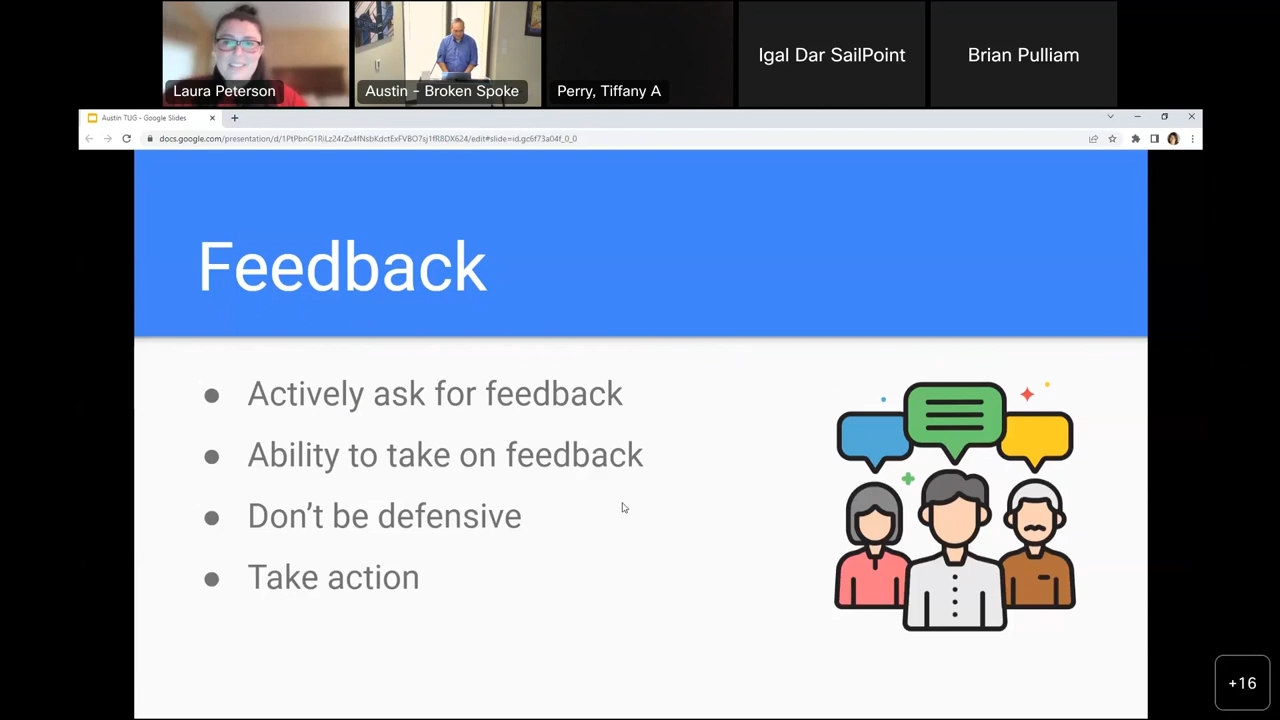 Laura Peterson
Austin - Broken Spoke
Perry, Tiffany A
Igal Dar SailPoint
Brian Pulliam
Austin TUG - Google Slides
Feedback
● Actively ask for feedback
● Ability to take on feedback
● Don't be defensive
● Take action
+16